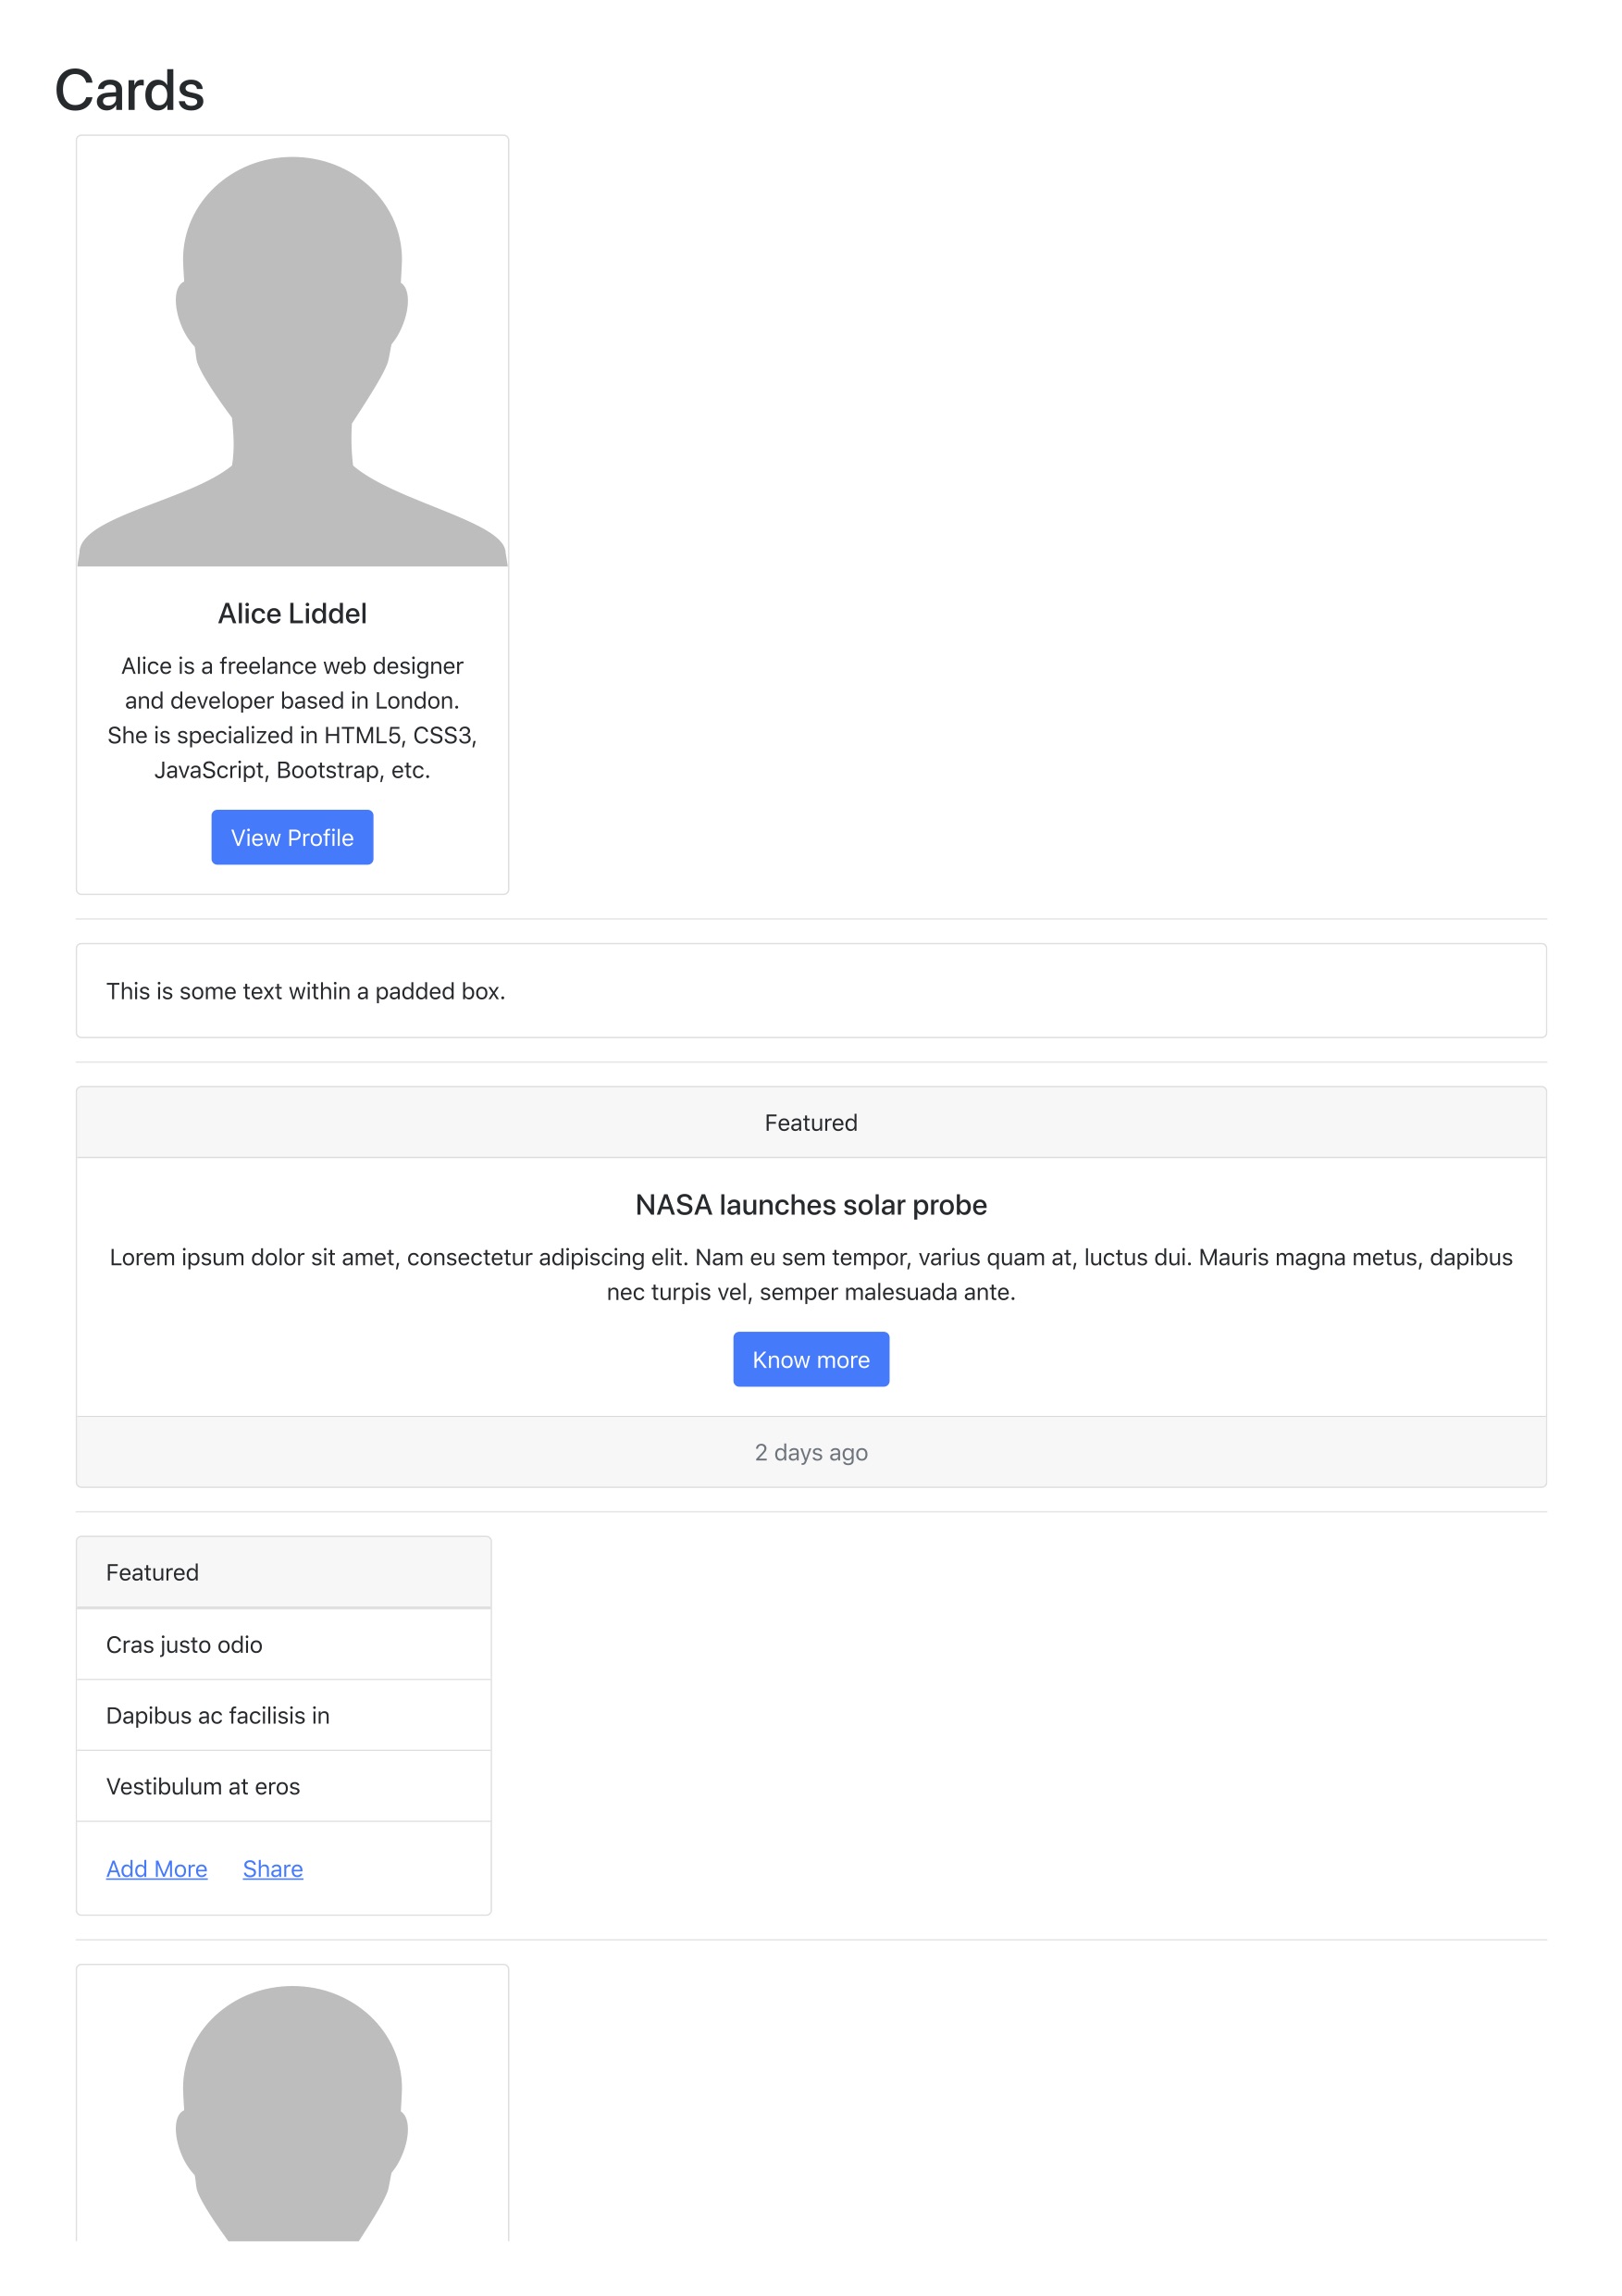 Cards
Alice Liddel
Alice is a freelance web designer
and developer based in London.
She is specialized in HTML5, CSS3,
JavaScript, Bootstrap, etc.
View Profile
This is some text within a padded box.
Featured
NASA launches solar probe
Lorem ipsum dolor sit amet, consectetur adipiscing elit. Nam eu sem tempor, varius quam at, luctus dui. Mauris magna metus, dapibus
nec turpis vel, semper malesuada ante.
Know more
2 days ago
Featured
Cras justo odio
Dapibus ac facilisis in
Vestibulum at eros
Add More Share